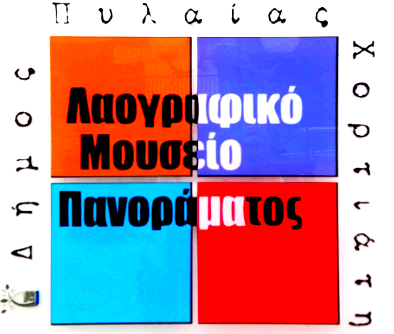 Δήμος
Πυλαίας
Χορτιάτη
Λαογραφικό
Μουσείο
Πανοράματος